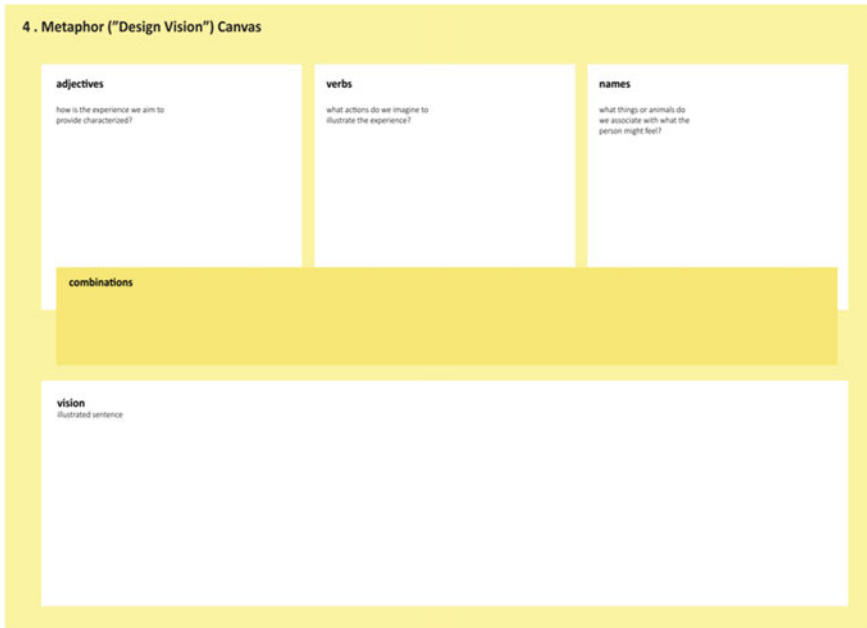 4 . Metaphor ("Design Vision") Canvas
adjectives
how is the experience we aim to
provide characterized?
verbs
what actions do we imagine to
illustrate the experience?
names
what things or animals do
we associate with what the
person might feel?
combinations
vision
illustrated sentence